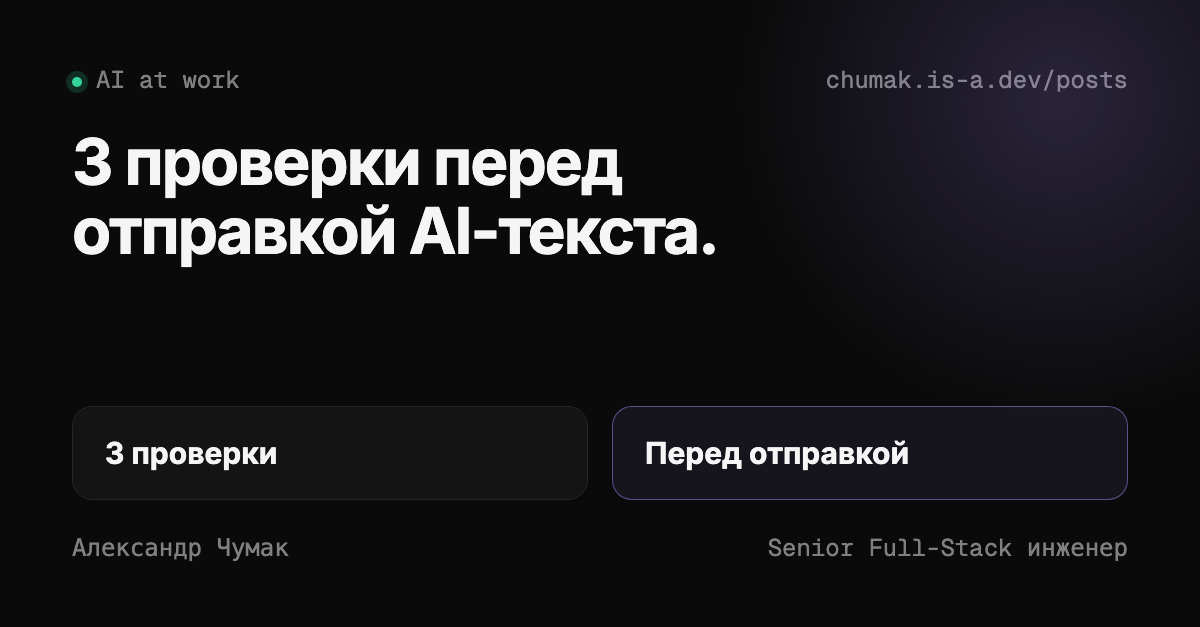 AI at work
chumak.is-a.dev/posts
3 проверки перед
отправкой AI-текста.
3 проверки
Перед отправкой
Александр Чумак
Senior Full-Stack инженер